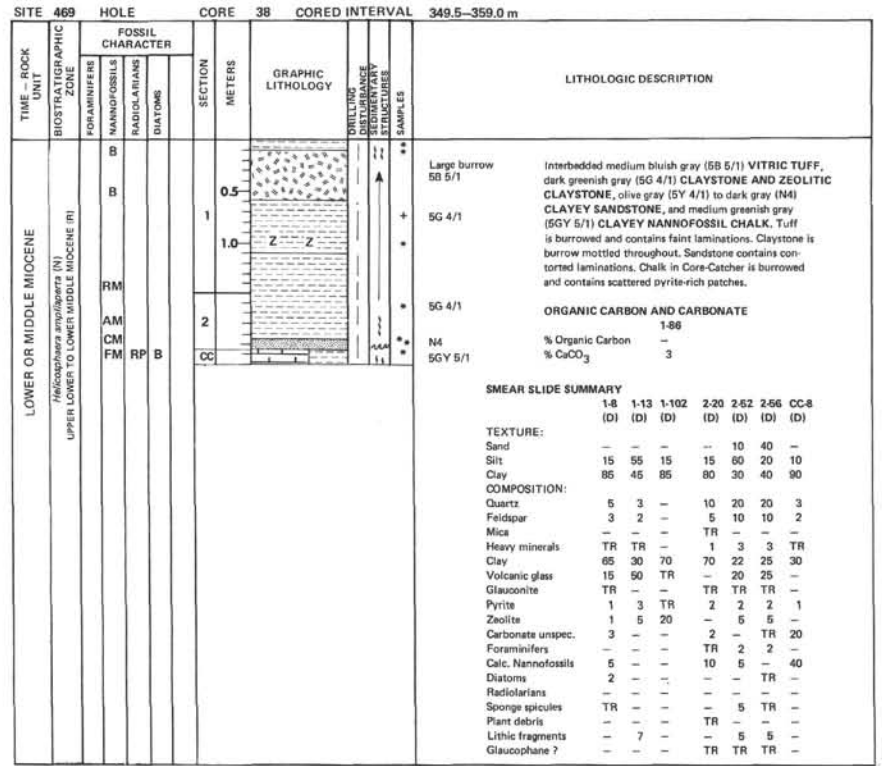 SITE 469 HOLE CORE 38 CORED INTERVAL 349.5–359.0 m
TIME – ROCK UNIT
BIOSTRATIGRAPHIC ZONE
FOSSIL CHARACTER
FORAMINIFERS
NANNOFOSSILS
RADIOLARIANS
DIATOMS
SECTION
METERS
GRAPHIC LITHOLOGY
DRILLING DISTURBANCE
SEDIMENTARY STRUCTURES
SAMPLES
LITHOLOGIC DESCRIPTION
LOWER OR MIDDLE MIOCENE
Helicosphaera ampliaperta (N)
UPPER LOWER TO LOWER MIDDLE MIOCENE (R)
B
B
RM
AM
CM
FM RP B
1
2
CC
0.5
1.0
Z Z
**
+
*
*
**
*
Large burrow
5B 5/1
5G 4/1
5G 4/1
N4
5GY 5/1
Interbedded medium bluish gray (5B 5/1) VITRIC TUFF,
dark greenish gray (5G 4/1) CLAYSTONE AND ZEOLITIC
CLAYSTONE, olive gray (5Y 4/1) to dark gray (N4)
CLAYEY SANDSTONE, and medium greenish gray
(5GY 5/1) CLAYEY NANNOFOSSIL CHALK. Tuff
is burrowed and contains faint laminations. Claystone is
burrow mottled throughout. Sandstone contains con-
torted laminations. Chalk in Core-Catcher is burrowed
and contains scattered pyrite-rich patches.
ORGANIC CARBON AND CARBONATE
1-86
% Organic Carbon –
% CaCO3 3
SMEAR SLIDE SUMMARY
1-8 1-13 1-102 2-20 2-52 2-56 CC-8
(D) (D) (D) (D) (D) (D) (D)
TEXTURE:
Sand – – – – 10 40 –
Silt 15 55 15 15 60 20 10
Clay 85 45 85 80 30 40 90
COMPOSITION:
Quartz 5 3 – 10 20 20 3
Feldspar 3 2 – 5 10 10 2
Mica – – – TR – – –
Heavy minerals TR TR – 1 3 3 TR
Clay 65 30 70 70 22 25 30
Volcanic glass 15 50 TR – 20 25 –
Glauconite TR – – TR TR TR –
Pyrite 1 3 TR 2 2 2 1
Zeolite 1 5 20 – 5 5 –
Carbonate unspec. 3 – – 2 – TR 20
Foraminifers – – – TR 2 2 –
Calc. Nannofossils 5 – – 10 5 – 40
Diatoms 2 – – – – TR –
Radiolarians – – – – – – –
Sponge spicules TR – – – 5 TR –
Plant debris – – – TR – – –
Lithic fragments – 7 – – 5 5 –
Glaucophane ? – – – TR TR TR –